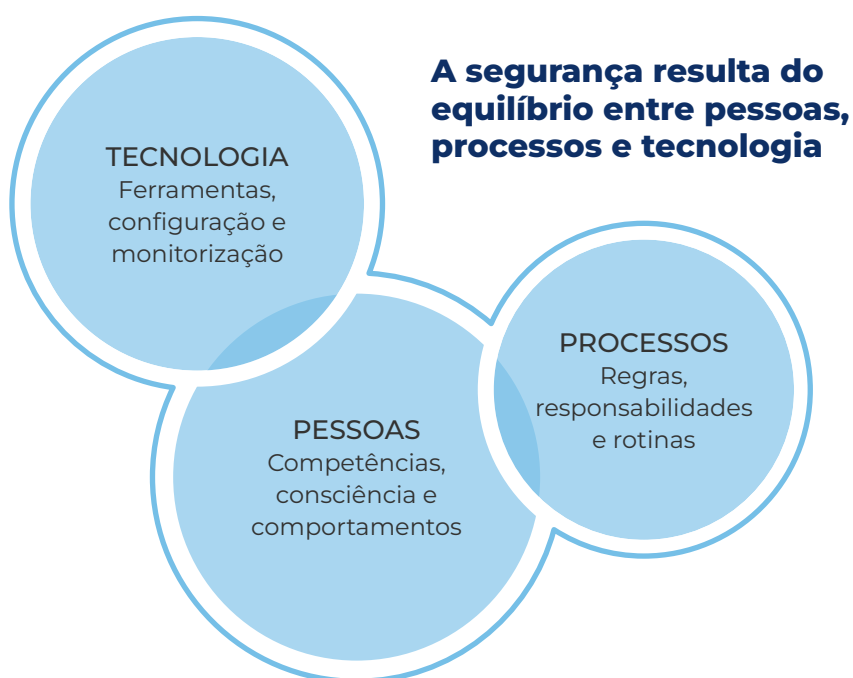 A segurança resulta do
equilíbrio entre pessoas,
processos e tecnologia
TECNOLOGIA
Ferramentas,
configuração e
monitorização
PROCESSOS
Regras,
responsabilidades
e rotinas
PESSOAS
Competências,
consciência e
comportamentos